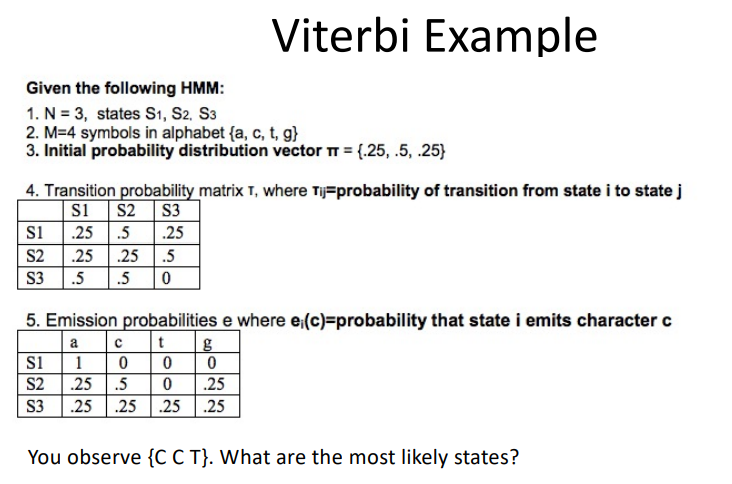 Viterbi Example
Given the following HMM:
1. N = 3, states S1, S2, S3
2. M=4 symbols in alphabet {a, c, t, g}
3. Initial probability distribution vector π = {.25, .5, .25}
4. Transition probability matrix τ, where τij=probability of transition from state i to state j
S1 S2 S3
S1 .25 .5 .25
S2 .25 .25 .5
S3 .5 .5 0
5. Emission probabilities e where ei(c)=probability that state i emits character c
a c t g
S1 1 0 0 0
S2 .25 .5 0 .25
S3 .25 .25 .25 .25
You observe {C C T}. What are the most likely states?